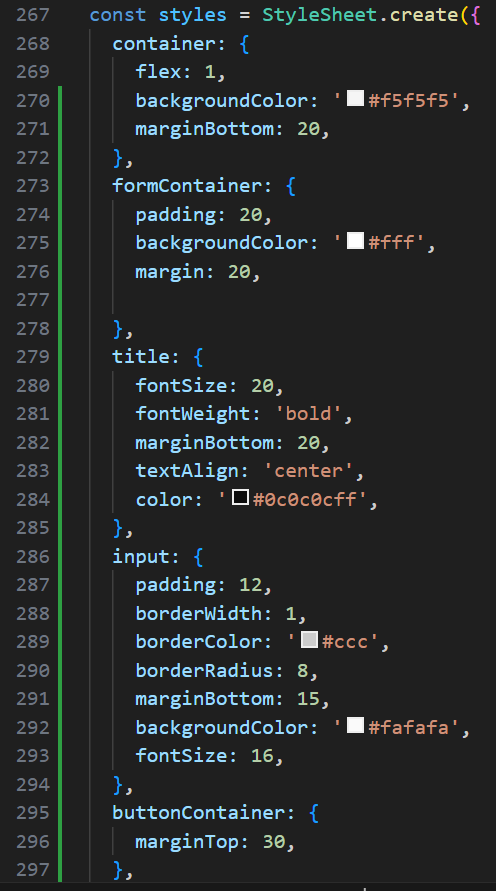 267 const styles = StyleSheet.create({
268 container: {
269 flex: 1,
270 backgroundColor: '#f5f5f5',
271 marginBottom: 20,
272 },
273 formContainer: {
274 padding: 20,
275 backgroundColor: '#fff',
276 margin: 20,
277
278 },
279 title: {
280 fontSize: 20,
281 fontWeight: 'bold',
282 marginBottom: 20,
283 textAlign: 'center',
284 color: '#0c0c0cff',
285 },
286 input: {
287 padding: 12,
288 borderWidth: 1,
289 borderColor: '#ccc',
290 borderRadius: 8,
291 marginBottom: 15,
292 backgroundColor: '#fafafa',
293 fontSize: 16,
294 },
295 buttonContainer: {
296 marginTop: 30,
297 },